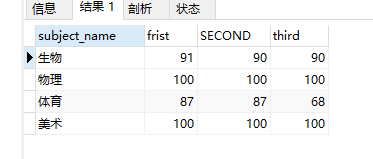 信息 结果 1 剖析 状态
subject_name frist SECOND third
生物 91 90 90
物理 100 100 100
体育 87 87 68
美术 100 100 100